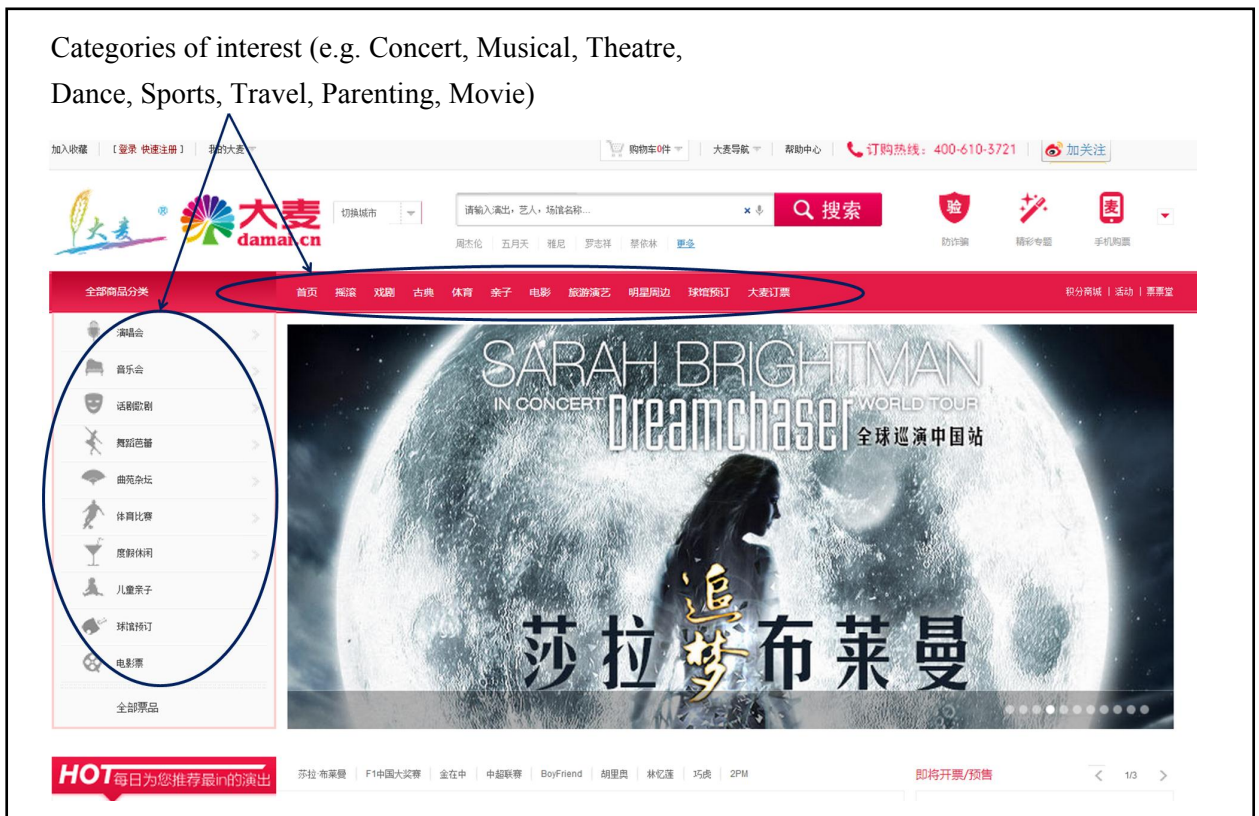 Categories of interest (e.g. Concert, Musical, Theatre,
Dance, Sports, Travel, Parenting, Movie)
加入收藏 [登录 快速注册] 我的大麦 购物车0件 大麦导航 帮助中心 订购热线：400-610-3721 加关注
大麦 ® 大麦 damai.cn 切换城市 请输入演出，艺人，场馆名称... 搜索 验 麦
周杰伦 五月天 雅尼 罗志祥 蔡依林 更多 防诈骗 精彩专题 手机购票
全部商品分类 首页 摇滚 戏剧 古典 体育 亲子 电影 旅游演艺 明星周边 球馆预订 大麦订票 积分商城 | 活动 | 票票堂
演唱会
音乐会
话剧歌剧
舞蹈芭蕾
曲苑杂坛
体育比赛
度假休闲
儿童亲子
球馆预订
电影票
全部票品
SARAH BRIGHTMAN
IN CONCERT Dreamchaser WORLD TOUR
全球巡演中国站
追梦
莎拉 布莱曼
HOT每日为您推荐最in的演出 莎拉·布莱曼 F1中国大奖赛 金在中 中超联赛 BoyFriend 胡里奥 林忆莲 巧虎 2PM 即将开票/预售 1/3